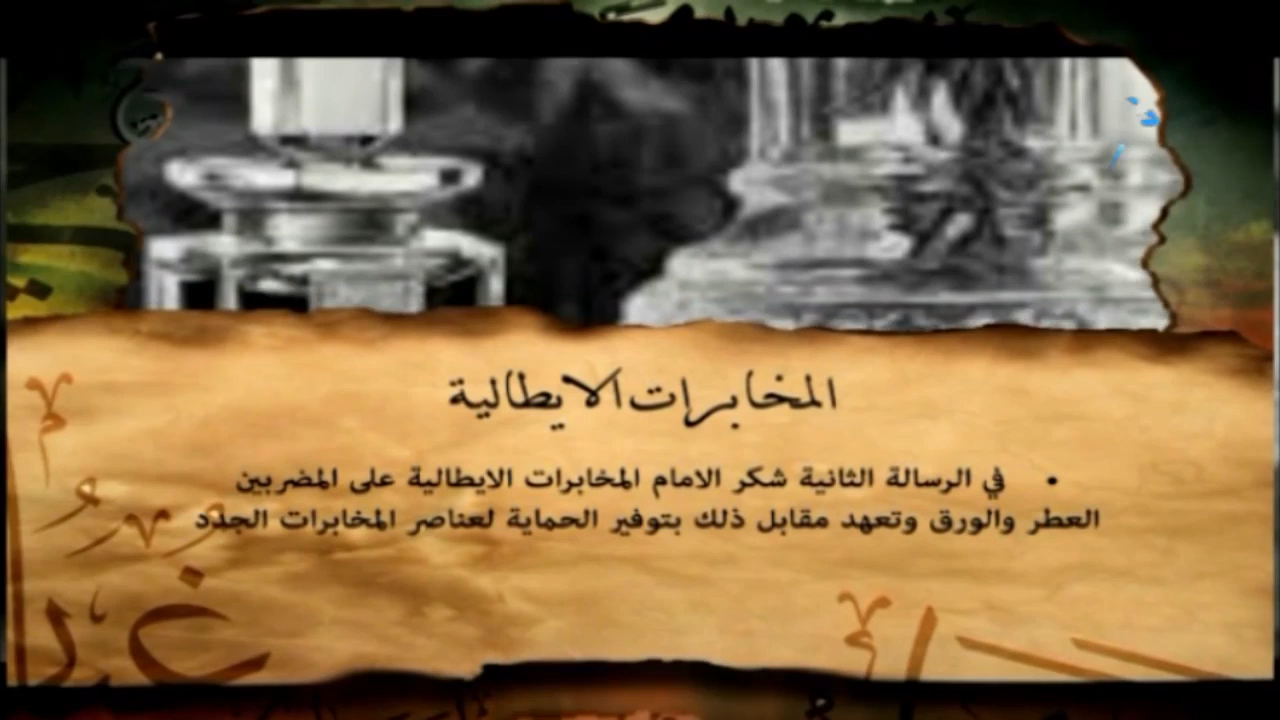 المخابرات الايطالية
• في الرسالة الثانية شكر الامام المخابرات الايطالية على المضربين
العطر والورق وتعهد مقابل ذلك بتوفير الحماية لعناصر المخابرات الجدد